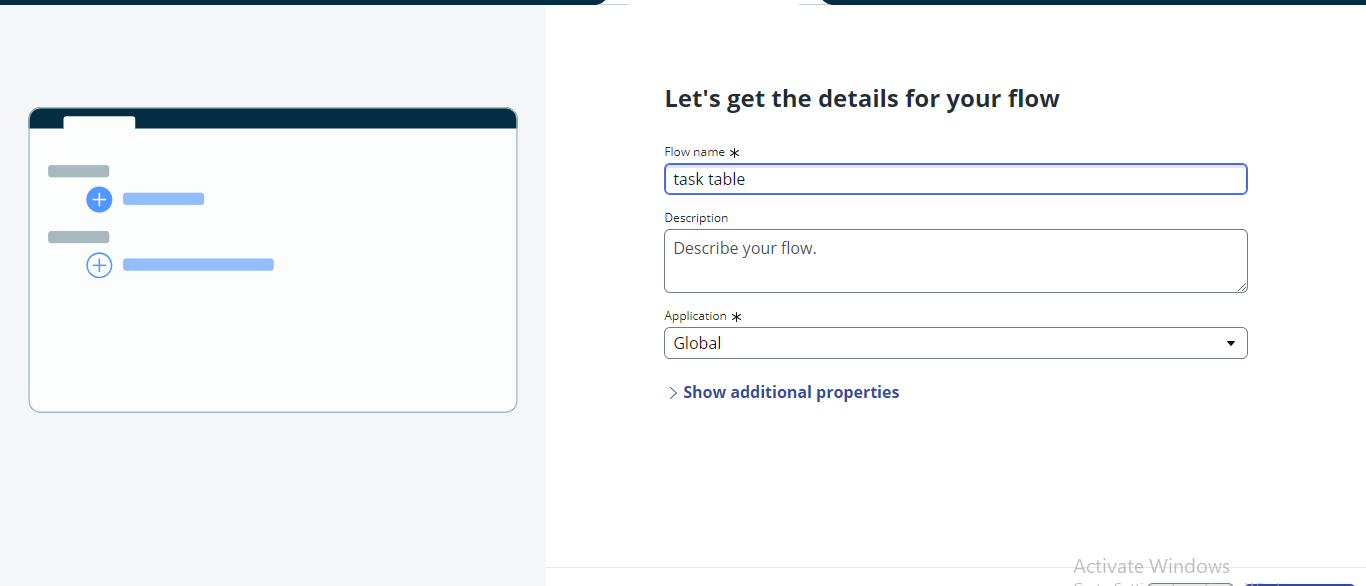 Let's get the details for your flow
Flow name *
task table
Description
Describe your flow.
Application *
Global
Show additional properties
Activate Windows